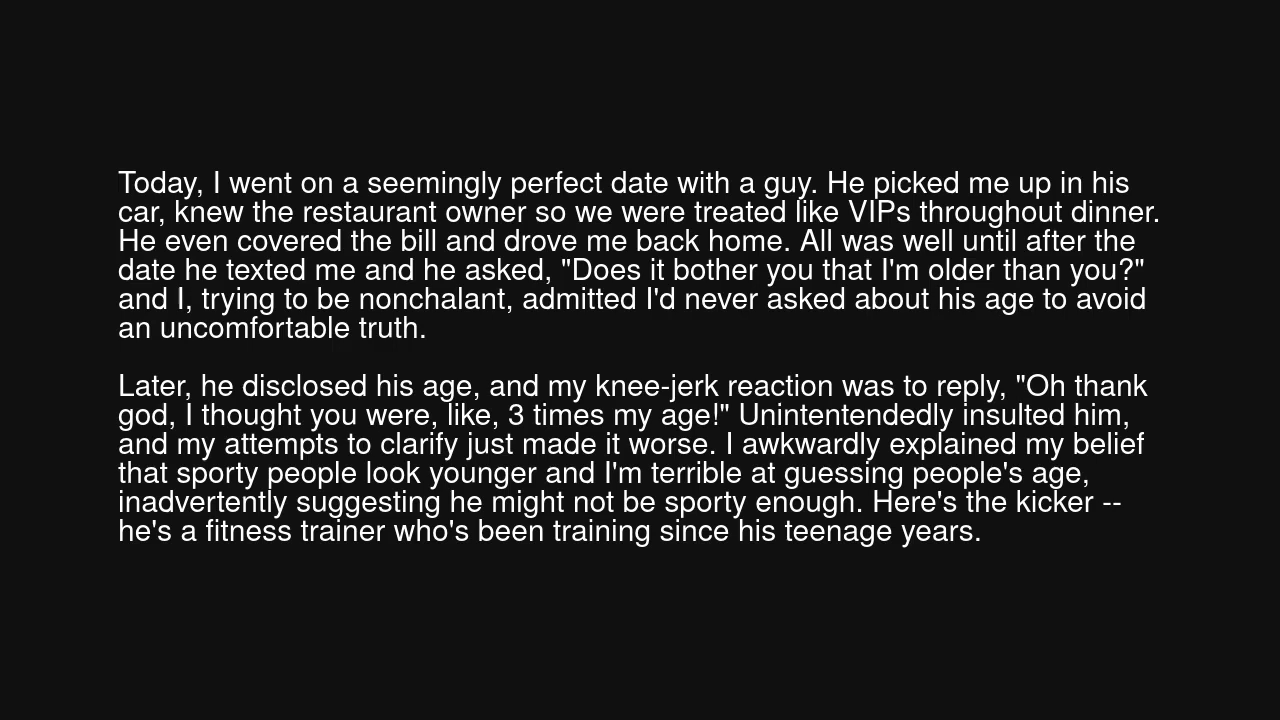 Today, I went on a seemingly perfect date with a guy. He picked me up in his
car, knew the restaurant owner so we were treated like VIPs throughout dinner.
He even covered the bill and drove me back home. All was well until after the
date he texted me and he asked, "Does it bother you that I'm older than you?"
and I, trying to be nonchalant, admitted I'd never asked about his age to avoid
an uncomfortable truth.
Later, he disclosed his age, and my knee-jerk reaction was to reply, "Oh thank
god, I thought you were, like, 3 times my age!" Unintentendedly insulted him,
and my attempts to clarify just made it worse. I awkwardly explained my belief
that sporty people look younger and I'm terrible at guessing people's age,
inadvertently suggesting he might not be sporty enough. Here's the kicker --
he's a fitness trainer who's been training since his teenage years.